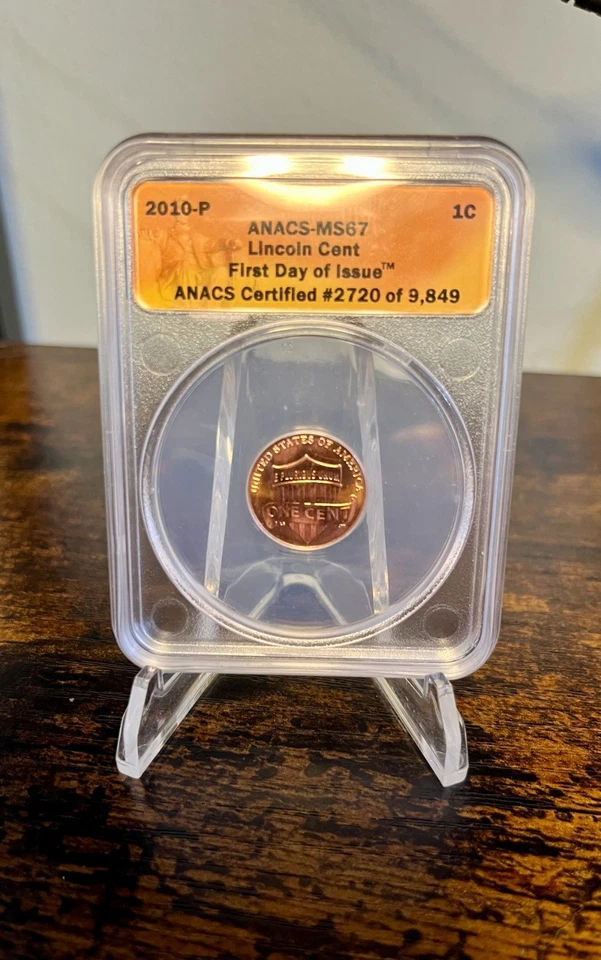 2010-P 1C
ANACS-MS67
Lincoln Cent
First Day of Issue™
ANACS Certified #2720 of 9,849
UNITED STATES OF AMERICA
E PLURIBUS UNUM
ONE CENT